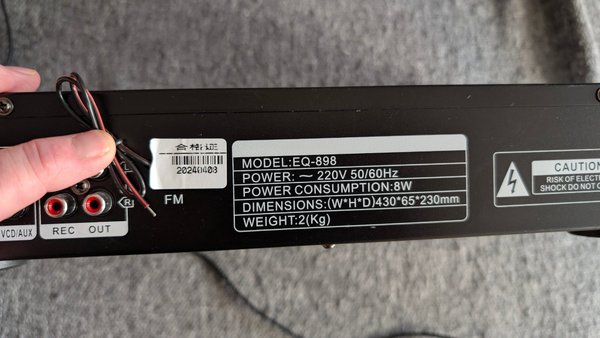 合格证
20240408
FM
VCD/AUX
REC OUT
(R)
MODEL:EQ-898
POWER: ～ 220V 50/60Hz
POWER CONSUMPTION:8W
DIMENSIONS:(W*H*D)430*65*230mm
WEIGHT:2(Kg)
CAUTION
RISK OF ELECT
SHOCK DO NOT O